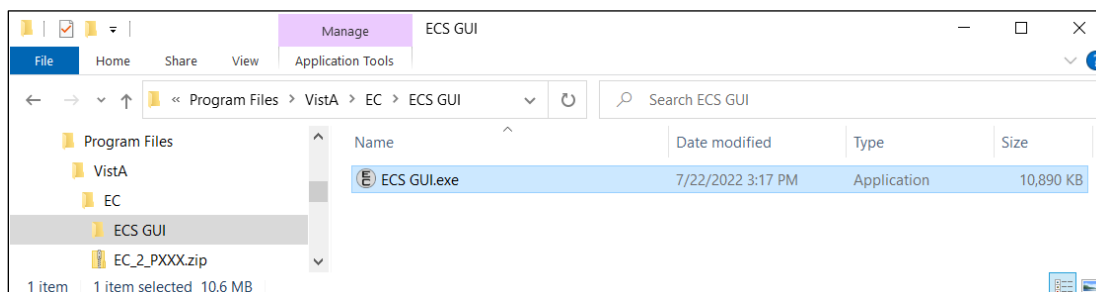 Manage ECS GUI
File Home Share View Application Tools
« Program Files > VistA > EC > ECS GUI Search ECS GUI
Program Files Name Date modified Type Size
VistA ECS GUI.exe 7/22/2022 3:17 PM Application 10,890 KB
EC
ECS GUI
EC_2_PXXX.zip
1 item 1 item selected 10.6 MB